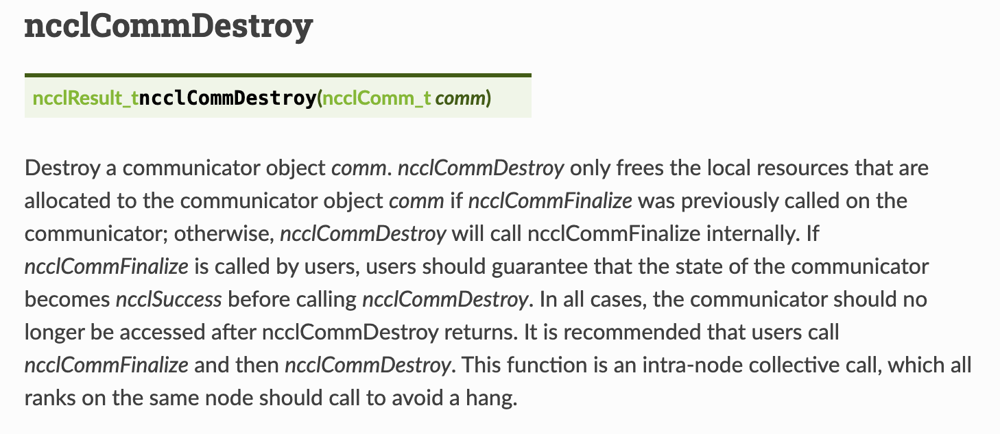 ncclCommDestroy
ncclResult_tncclCommDestroy(ncclComm_t comm)
Destroy a communicator object comm. ncclCommDestroy only frees the local resources that are
allocated to the communicator object comm if ncclCommFinalize was previously called on the
communicator; otherwise, ncclCommDestroy will call ncclCommFinalize internally. If
ncclCommFinalize is called by users, users should guarantee that the state of the communicator
becomes ncclSuccess before calling ncclCommDestroy. In all cases, the communicator should no
longer be accessed after ncclCommDestroy returns. It is recommended that users call
ncclCommFinalize and then ncclCommDestroy. This function is an intra-node collective call, which all
ranks on the same node should call to avoid a hang.